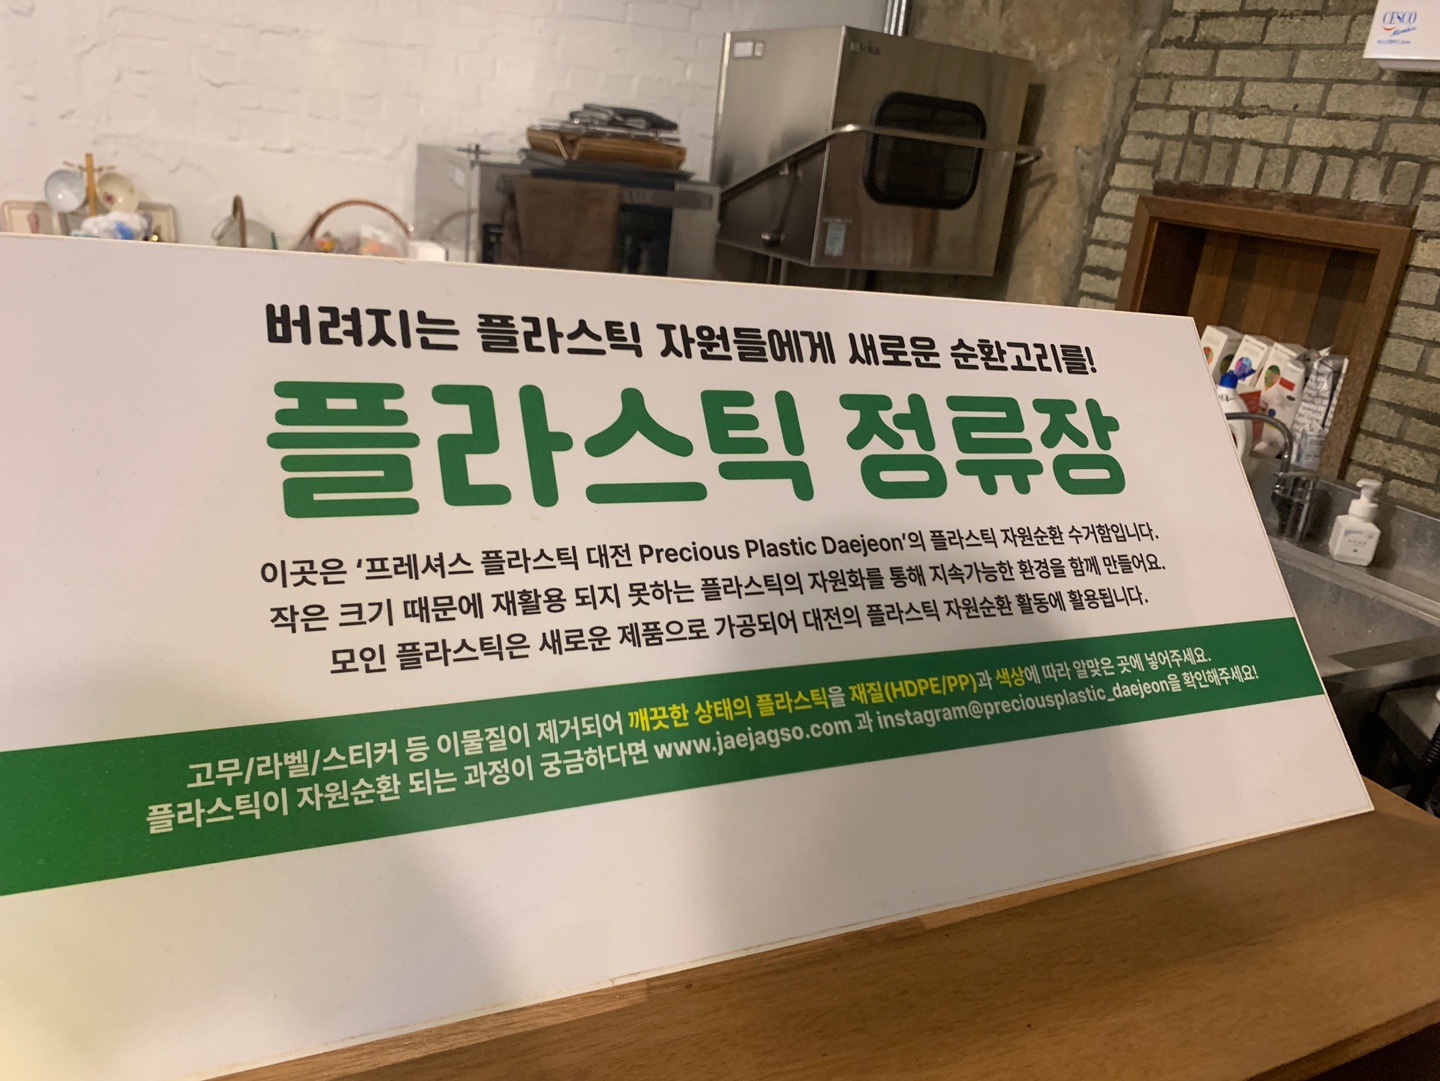 버려지는 플라스틱 자원들에게 새로운 순환고리를!
플라스틱 정류장
이곳은 ‘프레셔스 플라스틱 대전 Precious Plastic Daejeon’의 플라스틱 자원순환 수거함입니다.
작은 크기 때문에 재활용 되지 못하는 플라스틱의 자원화를 통해 지속가능한 환경을 함께 만들어요.
모인 플라스틱은 새로운 제품으로 가공되어 대전의 플라스틱 자원순환 활동에 활용됩니다.
고무/라벨/스티커 등 이물질이 제거되어 깨끗한 상태의 플라스틱을 재질(HDPE/PP)과 색상에 따라 알맞은 곳에 넣어주세요.
플라스틱이 자원순환 되는 과정이 궁금하다면 www.jaejagso.com 과 instagram@preciousplastic_daejeon을 확인해주세요!
CESCO
Members